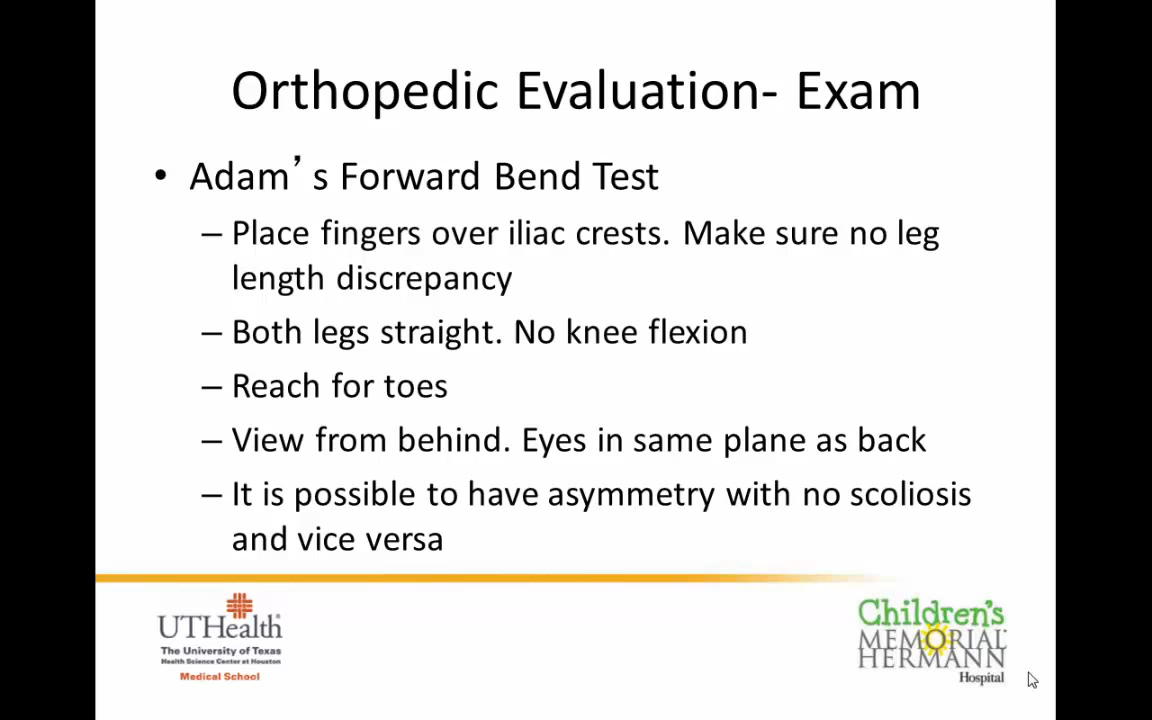 Orthopedic Evaluation- Exam
• Adam’s Forward Bend Test
– Place fingers over iliac crests. Make sure no leg
length discrepancy
– Both legs straight. No knee flexion
– Reach for toes
– View from behind. Eyes in same plane as back
– It is possible to have asymmetry with no scoliosis
and vice versa
UTHealth
The University of Texas
Health Science Center at Houston
Medical School
Children's
MEMORIAL
HERMANN
Hospital